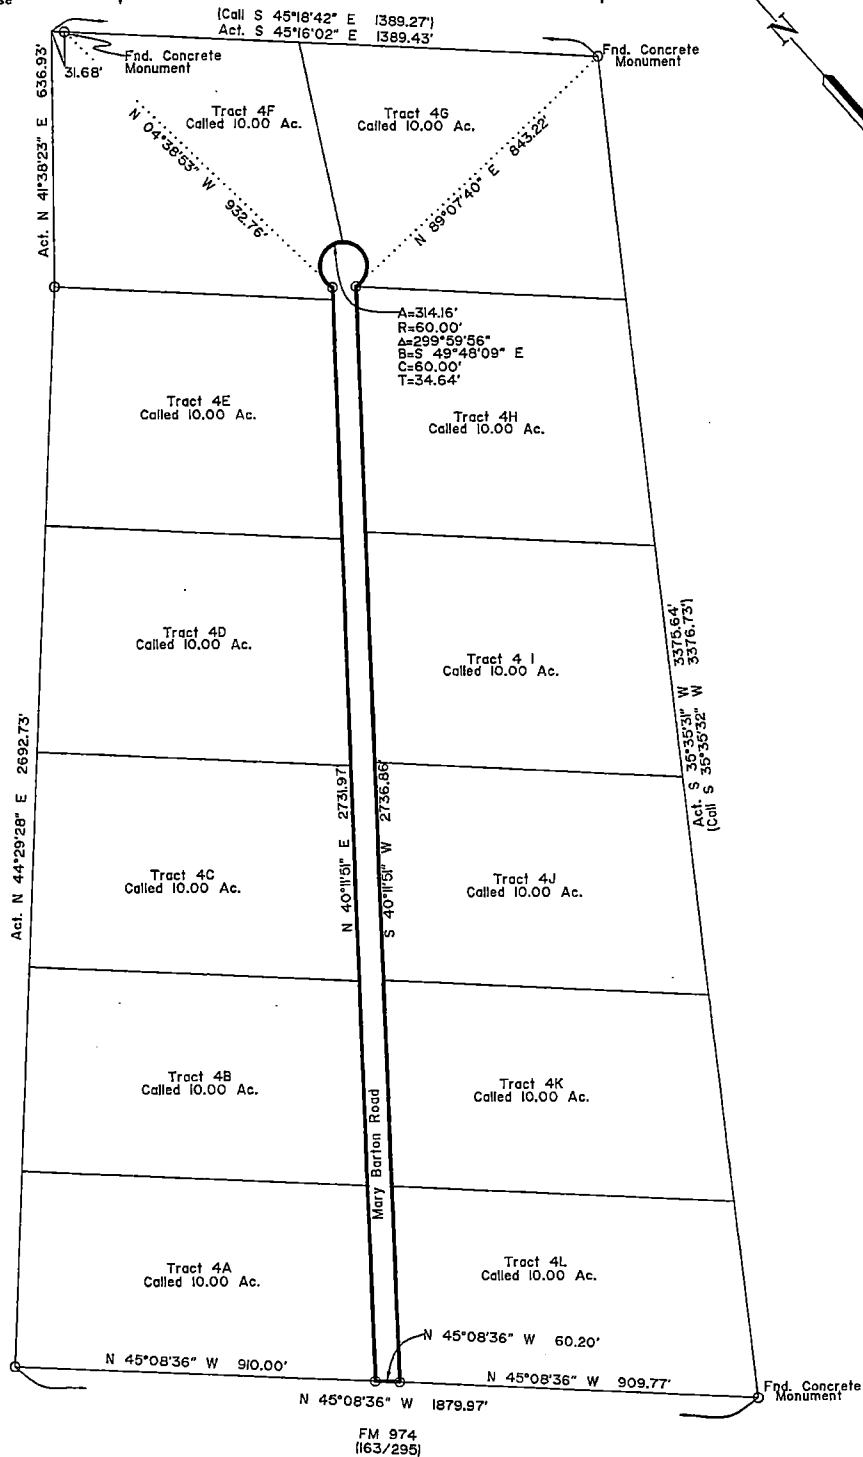 (Call S 45°18'42" E 1389.27')
Act. S 45°16'02" E 1389.43'
N
Fnd. Concrete
Monument
31.68'
Fnd. Concrete
Monument
Act. N 41°38'23" E 636.93'
Tract 4F
Called 10.00 Ac.
Tract 4G
Called 10.00 Ac.
N 04°38'53" W 932.76'
N 89°07'40" E 843.22'
A=314.16'
R=60.00'
Δ=299°59'56"
B=S 49°48'09" E
C=60.00'
T=34.64'
Tract 4E
Called 10.00 Ac.
Tract 4H
Called 10.00 Ac.
Tract 4D
Called 10.00 Ac.
Tract 4 I
Called 10.00 Ac.
Act. S 35°35'31" W 3375.64'
(Call S 35°35'32" W 3376.73')
Act. N 44°29'28" E 2692.73'
N 40°11'51" E 2731.97'
S 40°11'51" W 2736.86'
Tract 4C
Called 10.00 Ac.
Tract 4J
Called 10.00 Ac.
Tract 4B
Called 10.00 Ac.
Tract 4K
Called 10.00 Ac.
Mary Barton Road
Tract 4A
Called 10.00 Ac.
Tract 4L
Called 10.00 Ac.
N 45°08'36" W 60.20'
N 45°08'36" W 910.00'
N 45°08'36" W 909.77'
Fnd. Concrete
Monument
N 45°08'36" W 1879.97'
FM 974
(163/295)